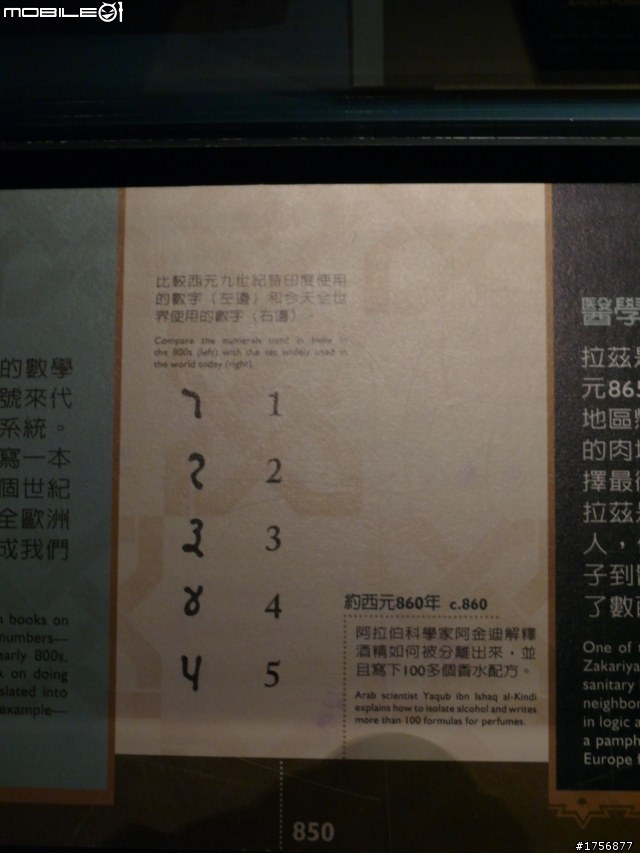 MOBILE01
的數學
號來代
系統。
寫一本
個世紀
全歐洲
成我們
books on
numbers—
early 800s,
on doing
slated into
example—
比較西元九世紀時印度使用
的數字（左邊）和今天全世
界使用的數字（右邊）。
Compare the numerals used in India in
the 800s (left) with the set widely used in
the world today (right).
1
2
3
4
5
約西元860年 c.860
阿拉伯科學家阿金迪解釋
酒精如何被分離出來，並
且寫下100多個香水配方。
Arab scientist Yaqub ibn Ishaq al-Kindi
explains how to isolate alcohol and writes
more than 100 formulas for perfumes.
醫學
拉茲
元865
地區
的肉
擇最
拉茲
人，
子到
了數
One of
Zakariya
sanitary
neighbor
in logic a
a pamph
Europe
850
#1756877